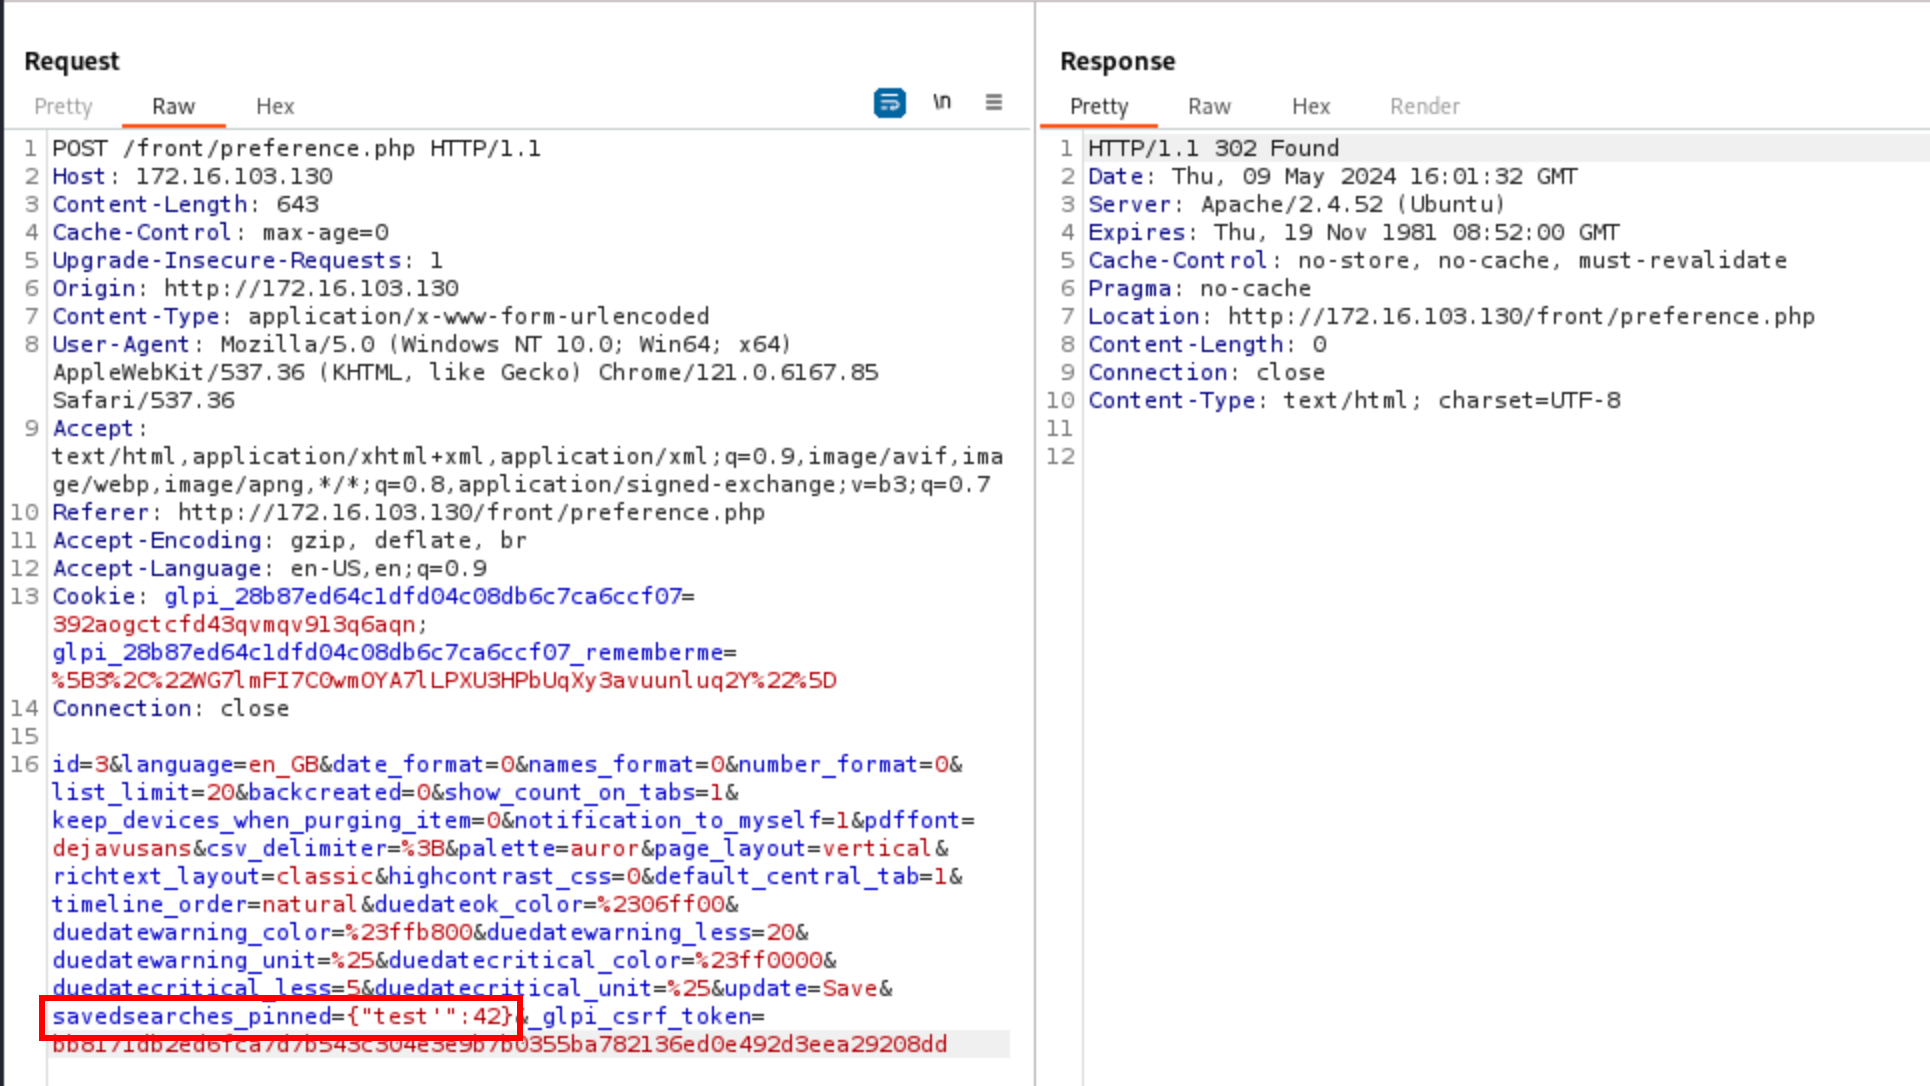 Request
Pretty Raw Hex \n
1 POST /front/preference.php HTTP/1.1
2 Host: 172.16.103.130
3 Content-Length: 643
4 Cache-Control: max-age=0
5 Upgrade-Insecure-Requests: 1
6 Origin: http://172.16.103.130
7 Content-Type: application/x-www-form-urlencoded
8 User-Agent: Mozilla/5.0 (Windows NT 10.0; Win64; x64)
AppleWebKit/537.36 (KHTML, like Gecko) Chrome/121.0.6167.85
Safari/537.36
9 Accept:
text/html,application/xhtml+xml,application/xml;q=0.9,image/avif,ima
ge/webp,image/apng,*/*;q=0.8,application/signed-exchange;v=b3;q=0.7
10 Referer: http://172.16.103.130/front/preference.php
11 Accept-Encoding: gzip, deflate, br
12 Accept-Language: en-US,en;q=0.9
13 Cookie: glpi_28b87ed64c1dfd04c08db6c7ca6ccf07=
392aogctcfd43qvmqv9l3q6aqn;
glpi_28b87ed64c1dfd04c08db6c7ca6ccf07_rememberme=
%5B3%2C%22WG7lmFI7C0wmOYA7lLPXU3HPbUqXy3avuunluq2Y%22%5D
14 Connection: close
15
16 id=3&language=en_GB&date_format=0&names_format=0&number_format=0&
list_limit=20&backcreated=0&show_count_on_tabs=1&
keep_devices_when_purging_item=0&notification_to_myself=1&pdffont=
dejavusans&csv_delimiter=%3B&palette=auror&page_layout=vertical&
richtext_layout=classic&highcontrast_css=0&default_central_tab=1&
timeline_order=natural&duedateok_color=%2306ff00&
duedatewarning_color=%23ffb800&duedatewarning_less=20&
duedatewarning_unit=%25&duedatecritical_color=%23ff0000&
duedatecritical_less=5&duedatecritical_unit=%25&update=Save&
savedsearches_pinned={"test'":42}&_glpi_csrf_token=
bb8171db2ed6fca7d7b543c304e3e9b7b0355ba782136ed0e492d3eea29208dd
Response
Pretty Raw Hex Render
1 HTTP/1.1 302 Found
2 Date: Thu, 09 May 2024 16:01:32 GMT
3 Server: Apache/2.4.52 (Ubuntu)
4 Expires: Thu, 19 Nov 1981 08:52:00 GMT
5 Cache-Control: no-store, no-cache, must-revalidate
6 Pragma: no-cache
7 Location: http://172.16.103.130/front/preference.php
8 Content-Length: 0
9 Connection: close
10 Content-Type: text/html; charset=UTF-8
11
12